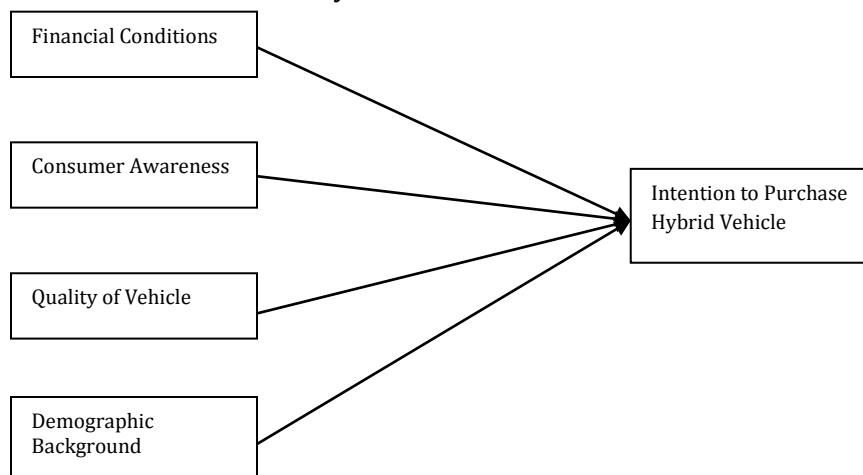 Financial Conditions
Consumer Awareness
Intention to Purchase
Hybrid Vehicle
Quality of Vehicle
Demographic
Background